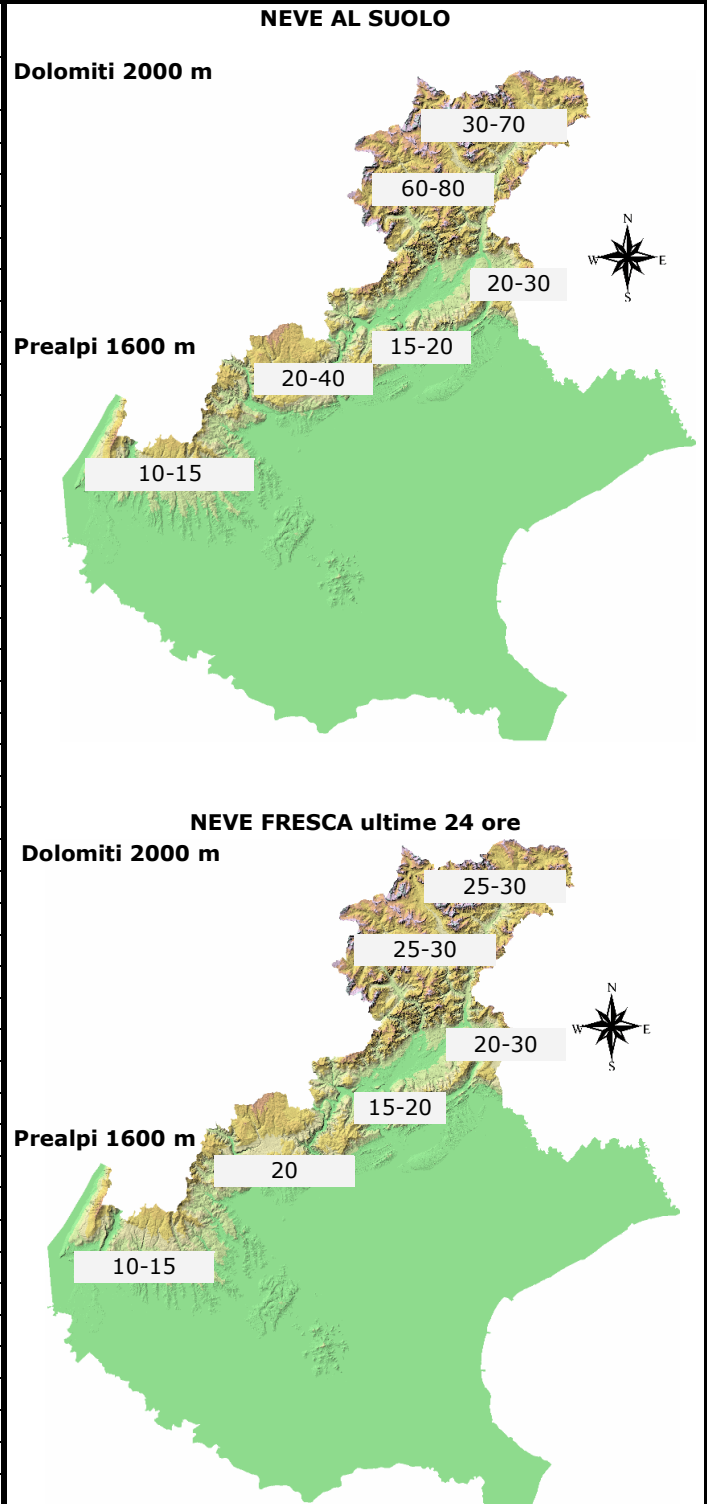 NEVE AL SUOLO
Dolomiti 2000 m
30-70
60-80
N
W E
S
20-30
Prealpi 1600 m
15-20
20-40
10-15
NEVE FRESCA ultime 24 ore
Dolomiti 2000 m
25-30
25-30
N
W E
S
20-30
15-20
Prealpi 1600 m
20
10-15